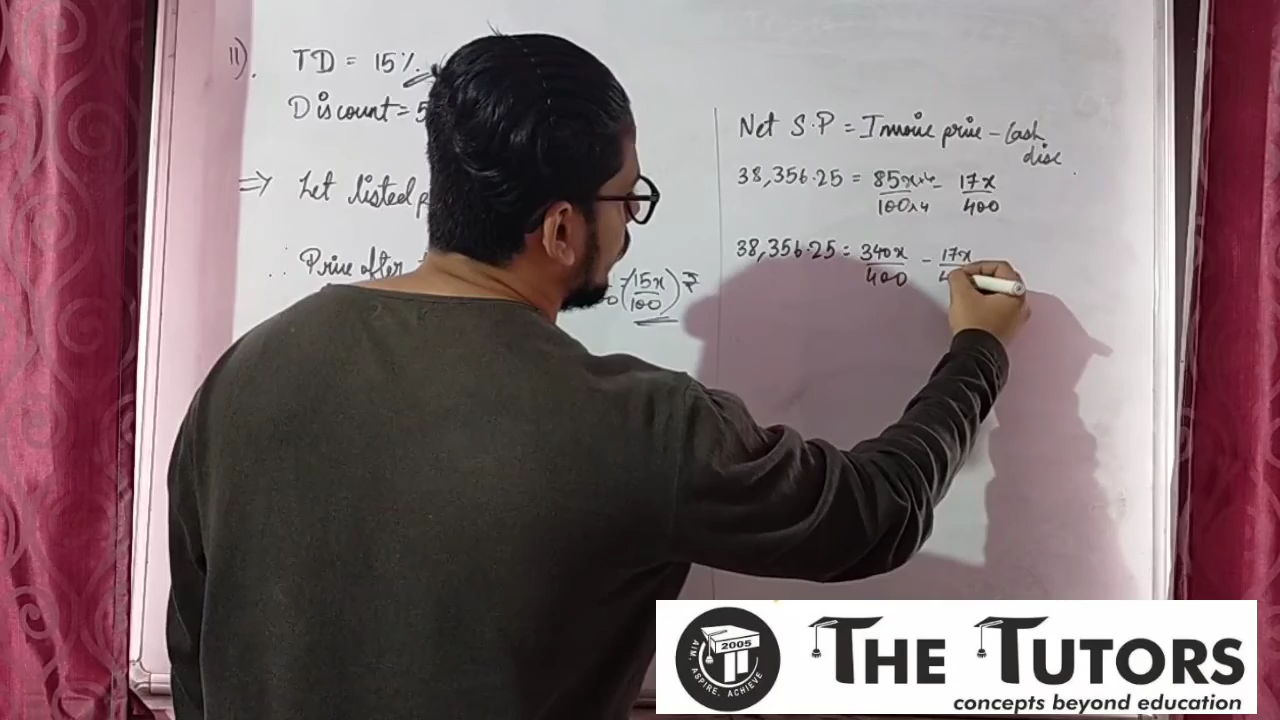 11). TD = 15%.
Discount = 5
⇒ Let listed
∴ Price after
(15x/100) ₹
Net S.P = Invoice price - Cash disc
38,356.25 = 85x×4/100×4 - 17x/400
38,356.25 = 340x/400 - 17x
2005
AIM, ASPIRE, ACHIEVE
THE TUTORS
concepts beyond education